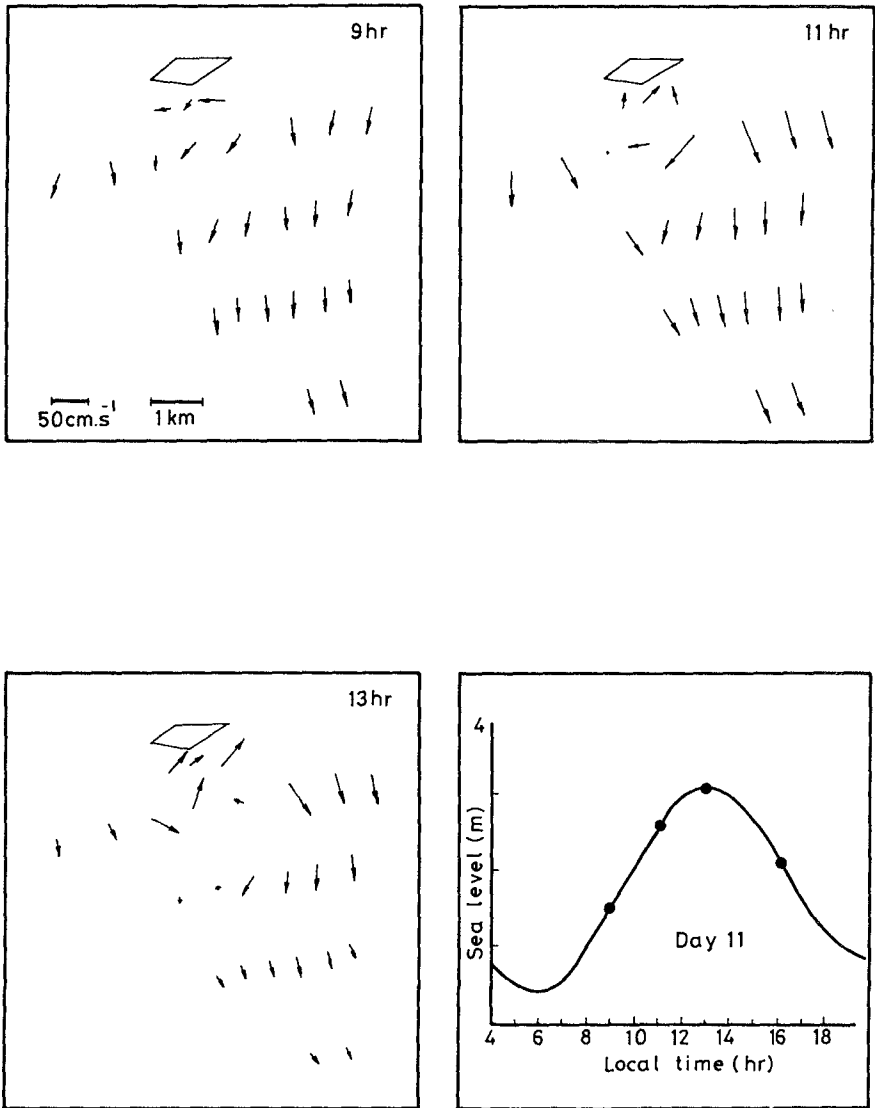 9hr
11hr
50cm.s⁻¹
1km
13hr
4
Sea level (m)
Day 11
4 6 8 10 12 14 16 18
Local time (hr)